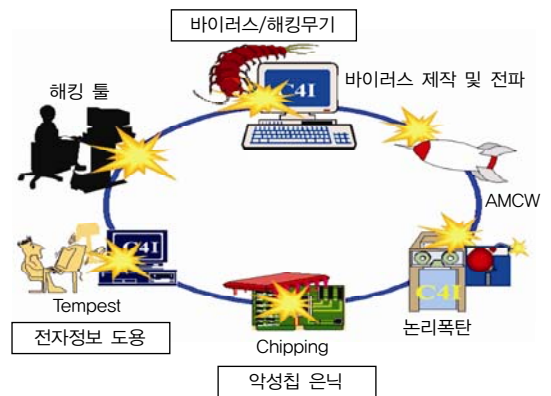 바이러스/해킹무기
바이러스 제작 및 전파
해킹 툴
C4I
AMCW
C4I
C4I
Tempest
논리폭탄
전자정보 도용
Chipping
악성칩 은닉